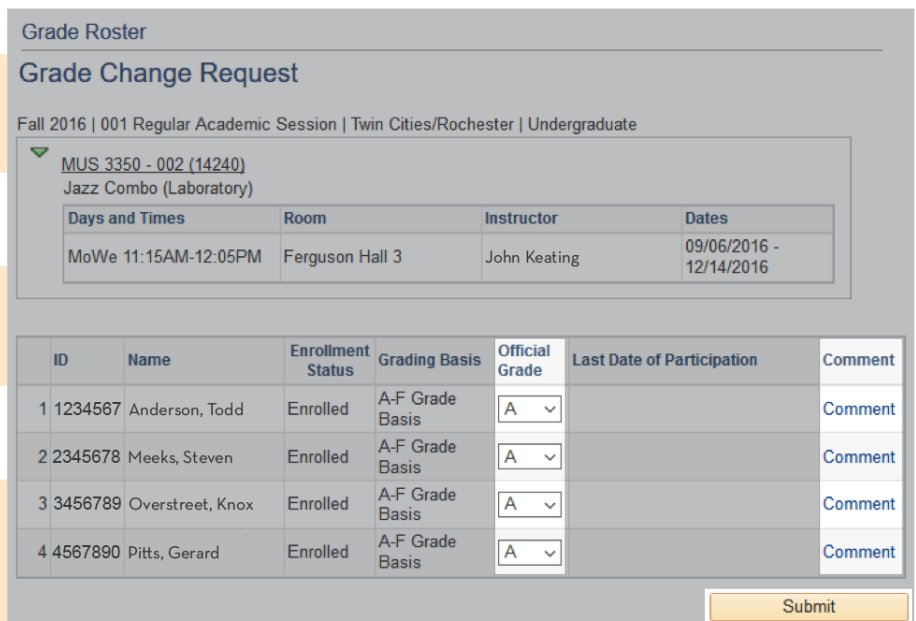 Grade Roster
Grade Change Request
Fall 2016 | 001 Regular Academic Session | Twin Cities/Rochester | Undergraduate
MUS 3350 - 002 (14240)
Jazz Combo (Laboratory)
Days and Times Room Instructor Dates
MoWe 11:15AM-12:05PM Ferguson Hall 3 John Keating 09/06/2016 -
12/14/2016
ID Name Enrollment Status Grading Basis Official Grade Last Date of Participation Comment
1 1234567 Anderson, Todd Enrolled A-F Grade Basis A Comment
2 2345678 Meeks, Steven Enrolled A-F Grade Basis A Comment
3 3456789 Overstreet, Knox Enrolled A-F Grade Basis A Comment
4 4567890 Pitts, Gerard Enrolled A-F Grade Basis A Comment
Submit